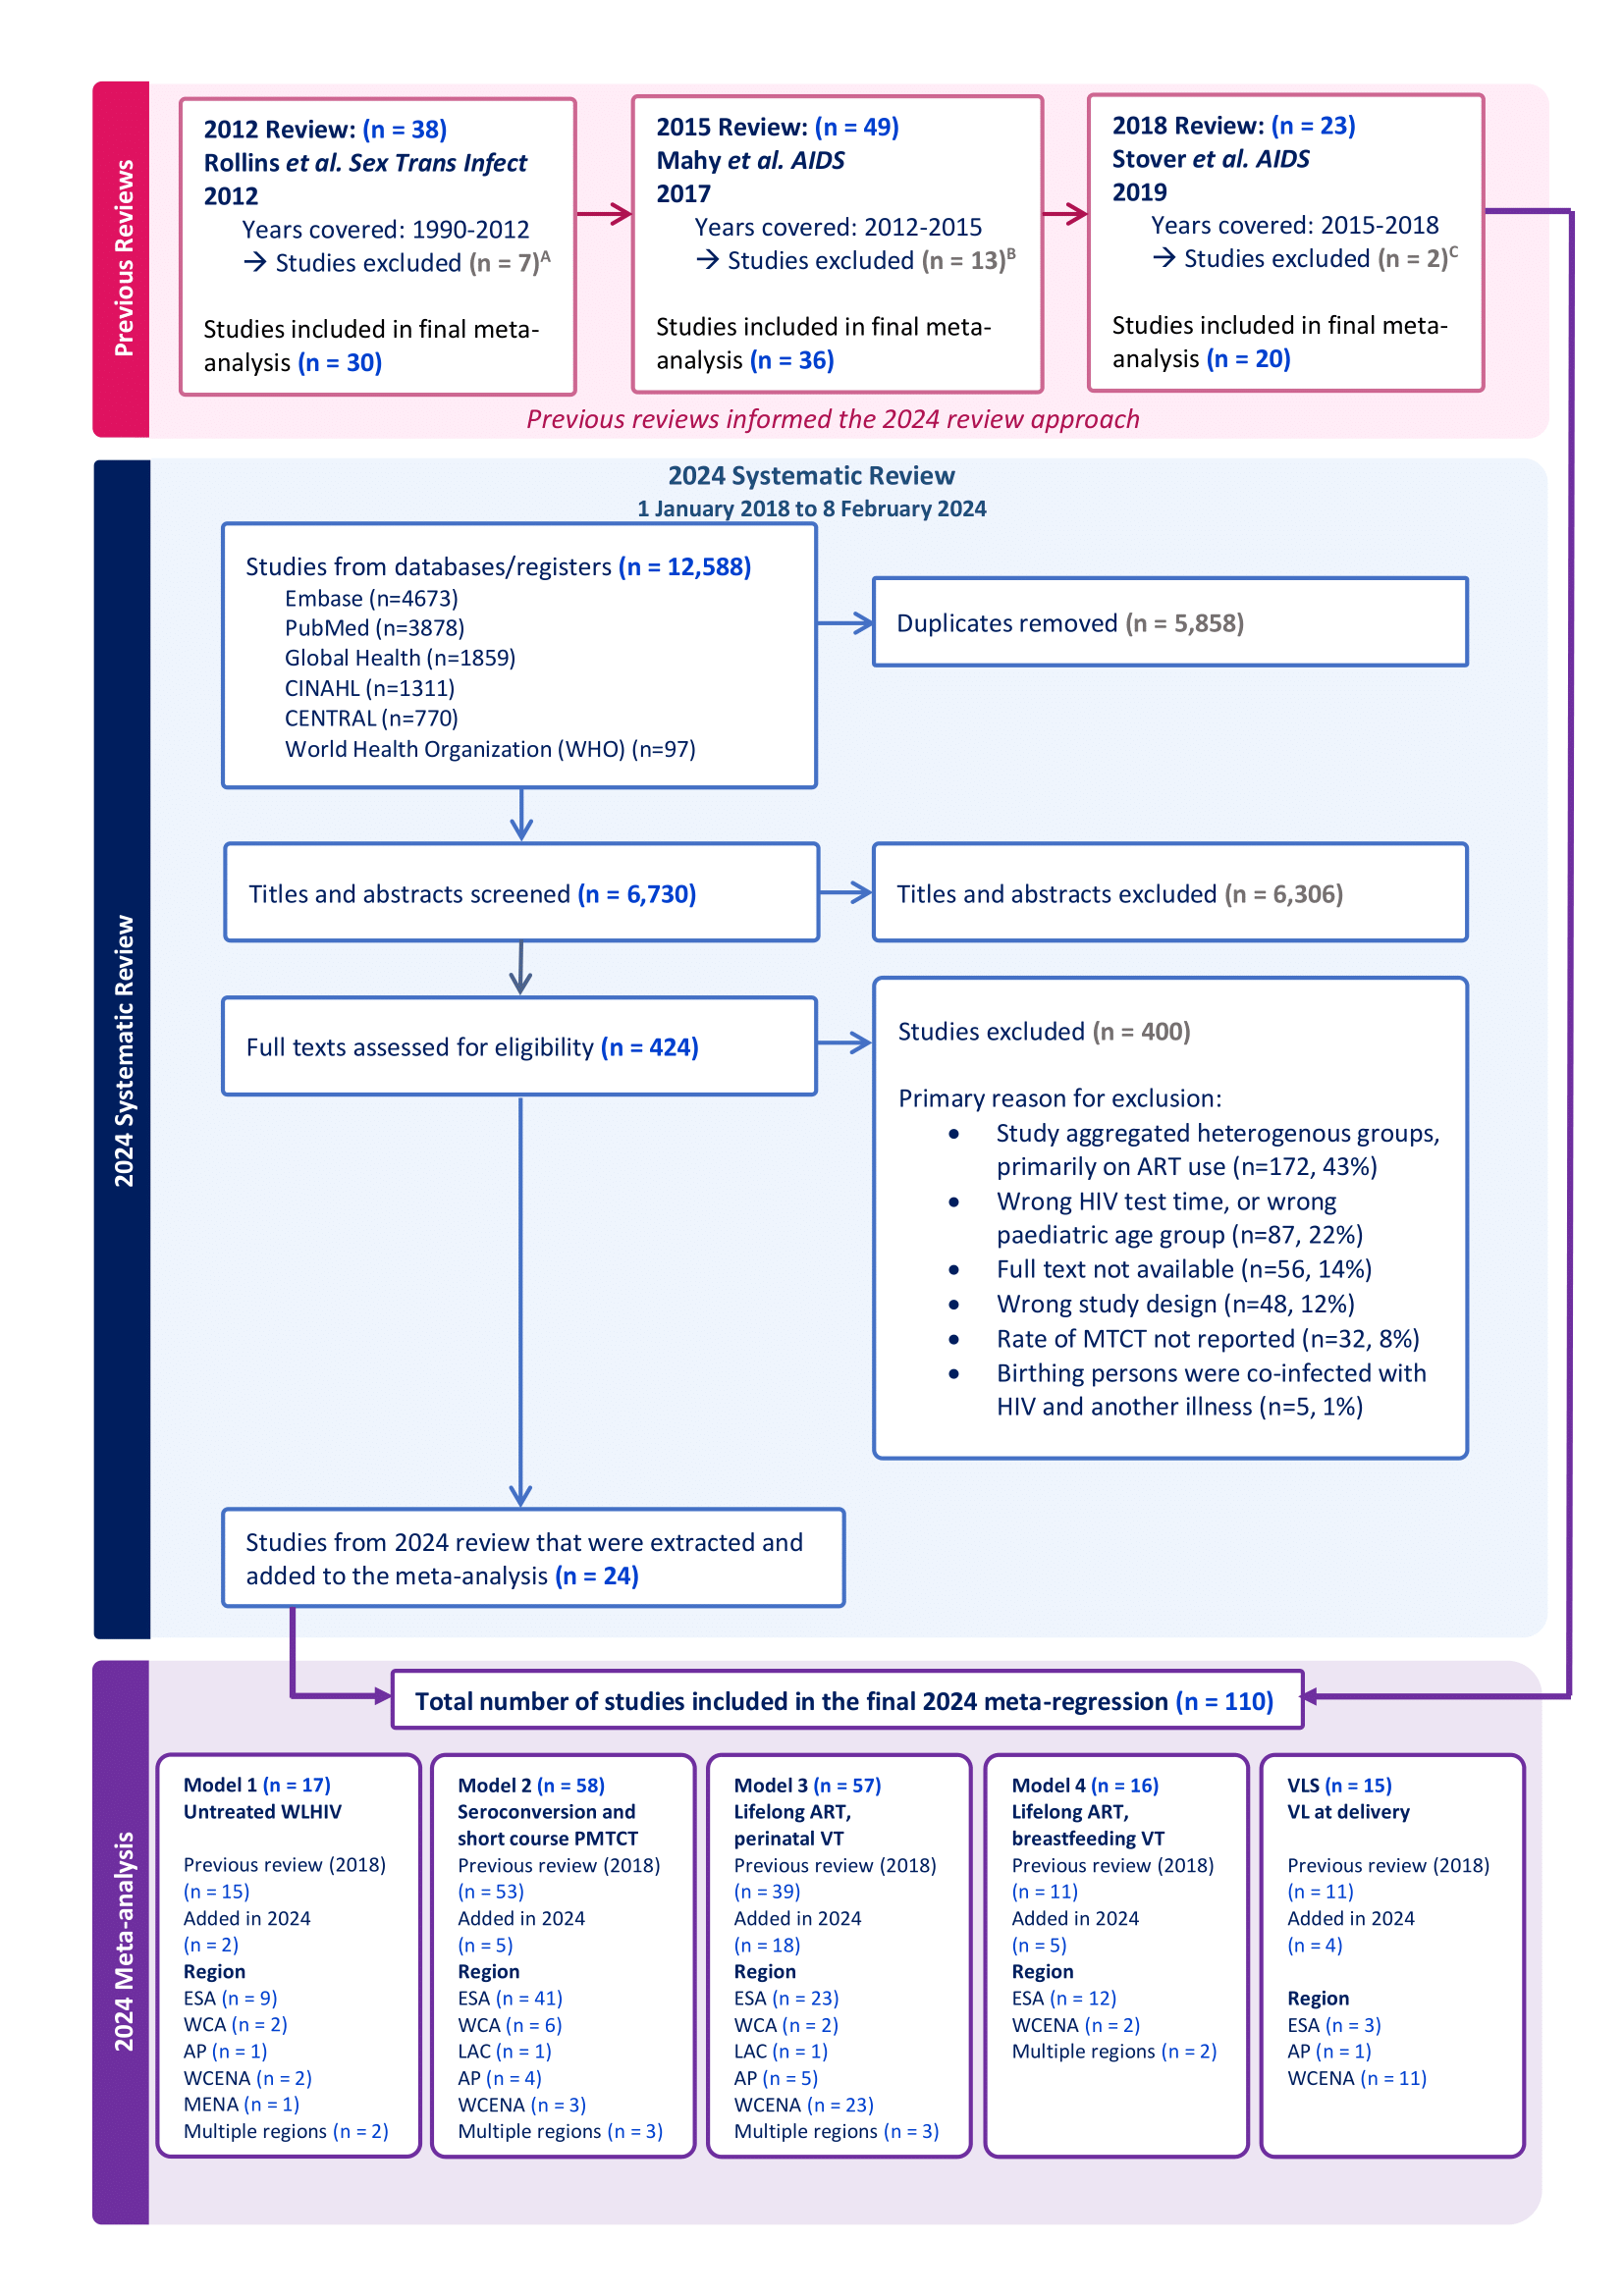 Previous Reviews
2012 Review: (n = 38)
Rollins et al. Sex Trans Infect
2012
Years covered: 1990-2012
→ Studies excluded (n = 7)A
Studies included in final meta-
analysis (n = 30)
2015 Review: (n = 49)
Mahy et al. AIDS
2017
Years covered: 2012-2015
→ Studies excluded (n = 13)B
Studies included in final meta-
analysis (n = 36)
2018 Review: (n = 23)
Stover et al. AIDS
2019
Years covered: 2015-2018
→ Studies excluded (n = 2)C
Studies included in final meta-
analysis (n = 20)
Previous reviews informed the 2024 review approach
2024 Systematic Review
2024 Systematic Review
1 January 2018 to 8 February 2024
Studies from databases/registers (n = 12,588)
Embase (n=4673)
PubMed (n=3878)
Global Health (n=1859)
CINAHL (n=1311)
CENTRAL (n=770)
World Health Organization (WHO) (n=97)
Duplicates removed (n = 5,858)
Titles and abstracts screened (n = 6,730)
Titles and abstracts excluded (n = 6,306)
Full texts assessed for eligibility (n = 424)
Studies excluded (n = 400)
Primary reason for exclusion:
• Study aggregated heterogenous groups,
primarily on ART use (n=172, 43%)
• Wrong HIV test time, or wrong
paediatric age group (n=87, 22%)
• Full text not available (n=56, 14%)
• Wrong study design (n=48, 12%)
• Rate of MTCT not reported (n=32, 8%)
• Birthing persons were co-infected with
HIV and another illness (n=5, 1%)
Studies from 2024 review that were extracted and
added to the meta-analysis (n = 24)
2024 Meta-analysis
Total number of studies included in the final 2024 meta-regression (n = 110)
Model 1 (n = 17)
Untreated WLHIV
Previous review (2018)
(n = 15)
Added in 2024
(n = 2)
Region
ESA (n = 9)
WCA (n = 2)
AP (n = 1)
WCENA (n = 2)
MENA (n = 1)
Multiple regions (n = 2)
Model 2 (n = 58)
Seroconversion and
short course PMTCT
Previous review (2018)
(n = 53)
Added in 2024
(n = 5)
Region
ESA (n = 41)
WCA (n = 6)
LAC (n = 1)
AP (n = 4)
WCENA (n = 3)
Multiple regions (n = 3)
Model 3 (n = 57)
Lifelong ART,
perinatal VT
Previous review (2018)
(n = 39)
Added in 2024
(n = 18)
Region
ESA (n = 23)
WCA (n = 2)
LAC (n = 1)
AP (n = 5)
WCENA (n = 23)
Multiple regions (n = 3)
Model 4 (n = 16)
Lifelong ART,
breastfeeding VT
Previous review (2018)
(n = 11)
Added in 2024
(n = 5)
Region
ESA (n = 12)
WCENA (n = 2)
Multiple regions (n = 2)
VLS (n = 15)
VL at delivery
Previous review (2018)
(n = 11)
Added in 2024
(n = 4)
Region
ESA (n = 3)
AP (n = 1)
WCENA (n = 11)